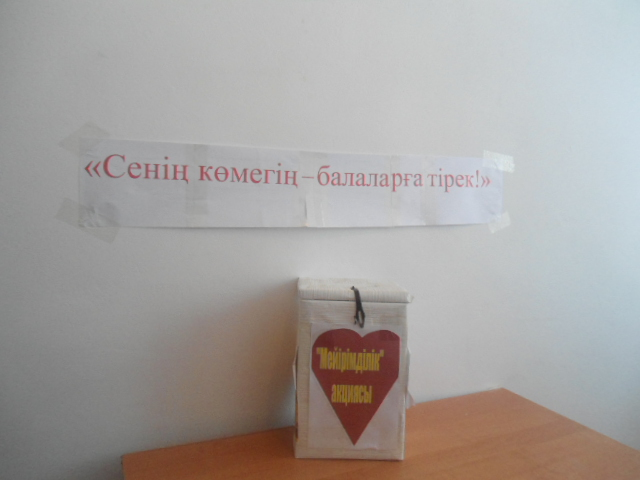 «Сенің көмегің – балаларға тірек!»
"Мейірімділік"
акциясы